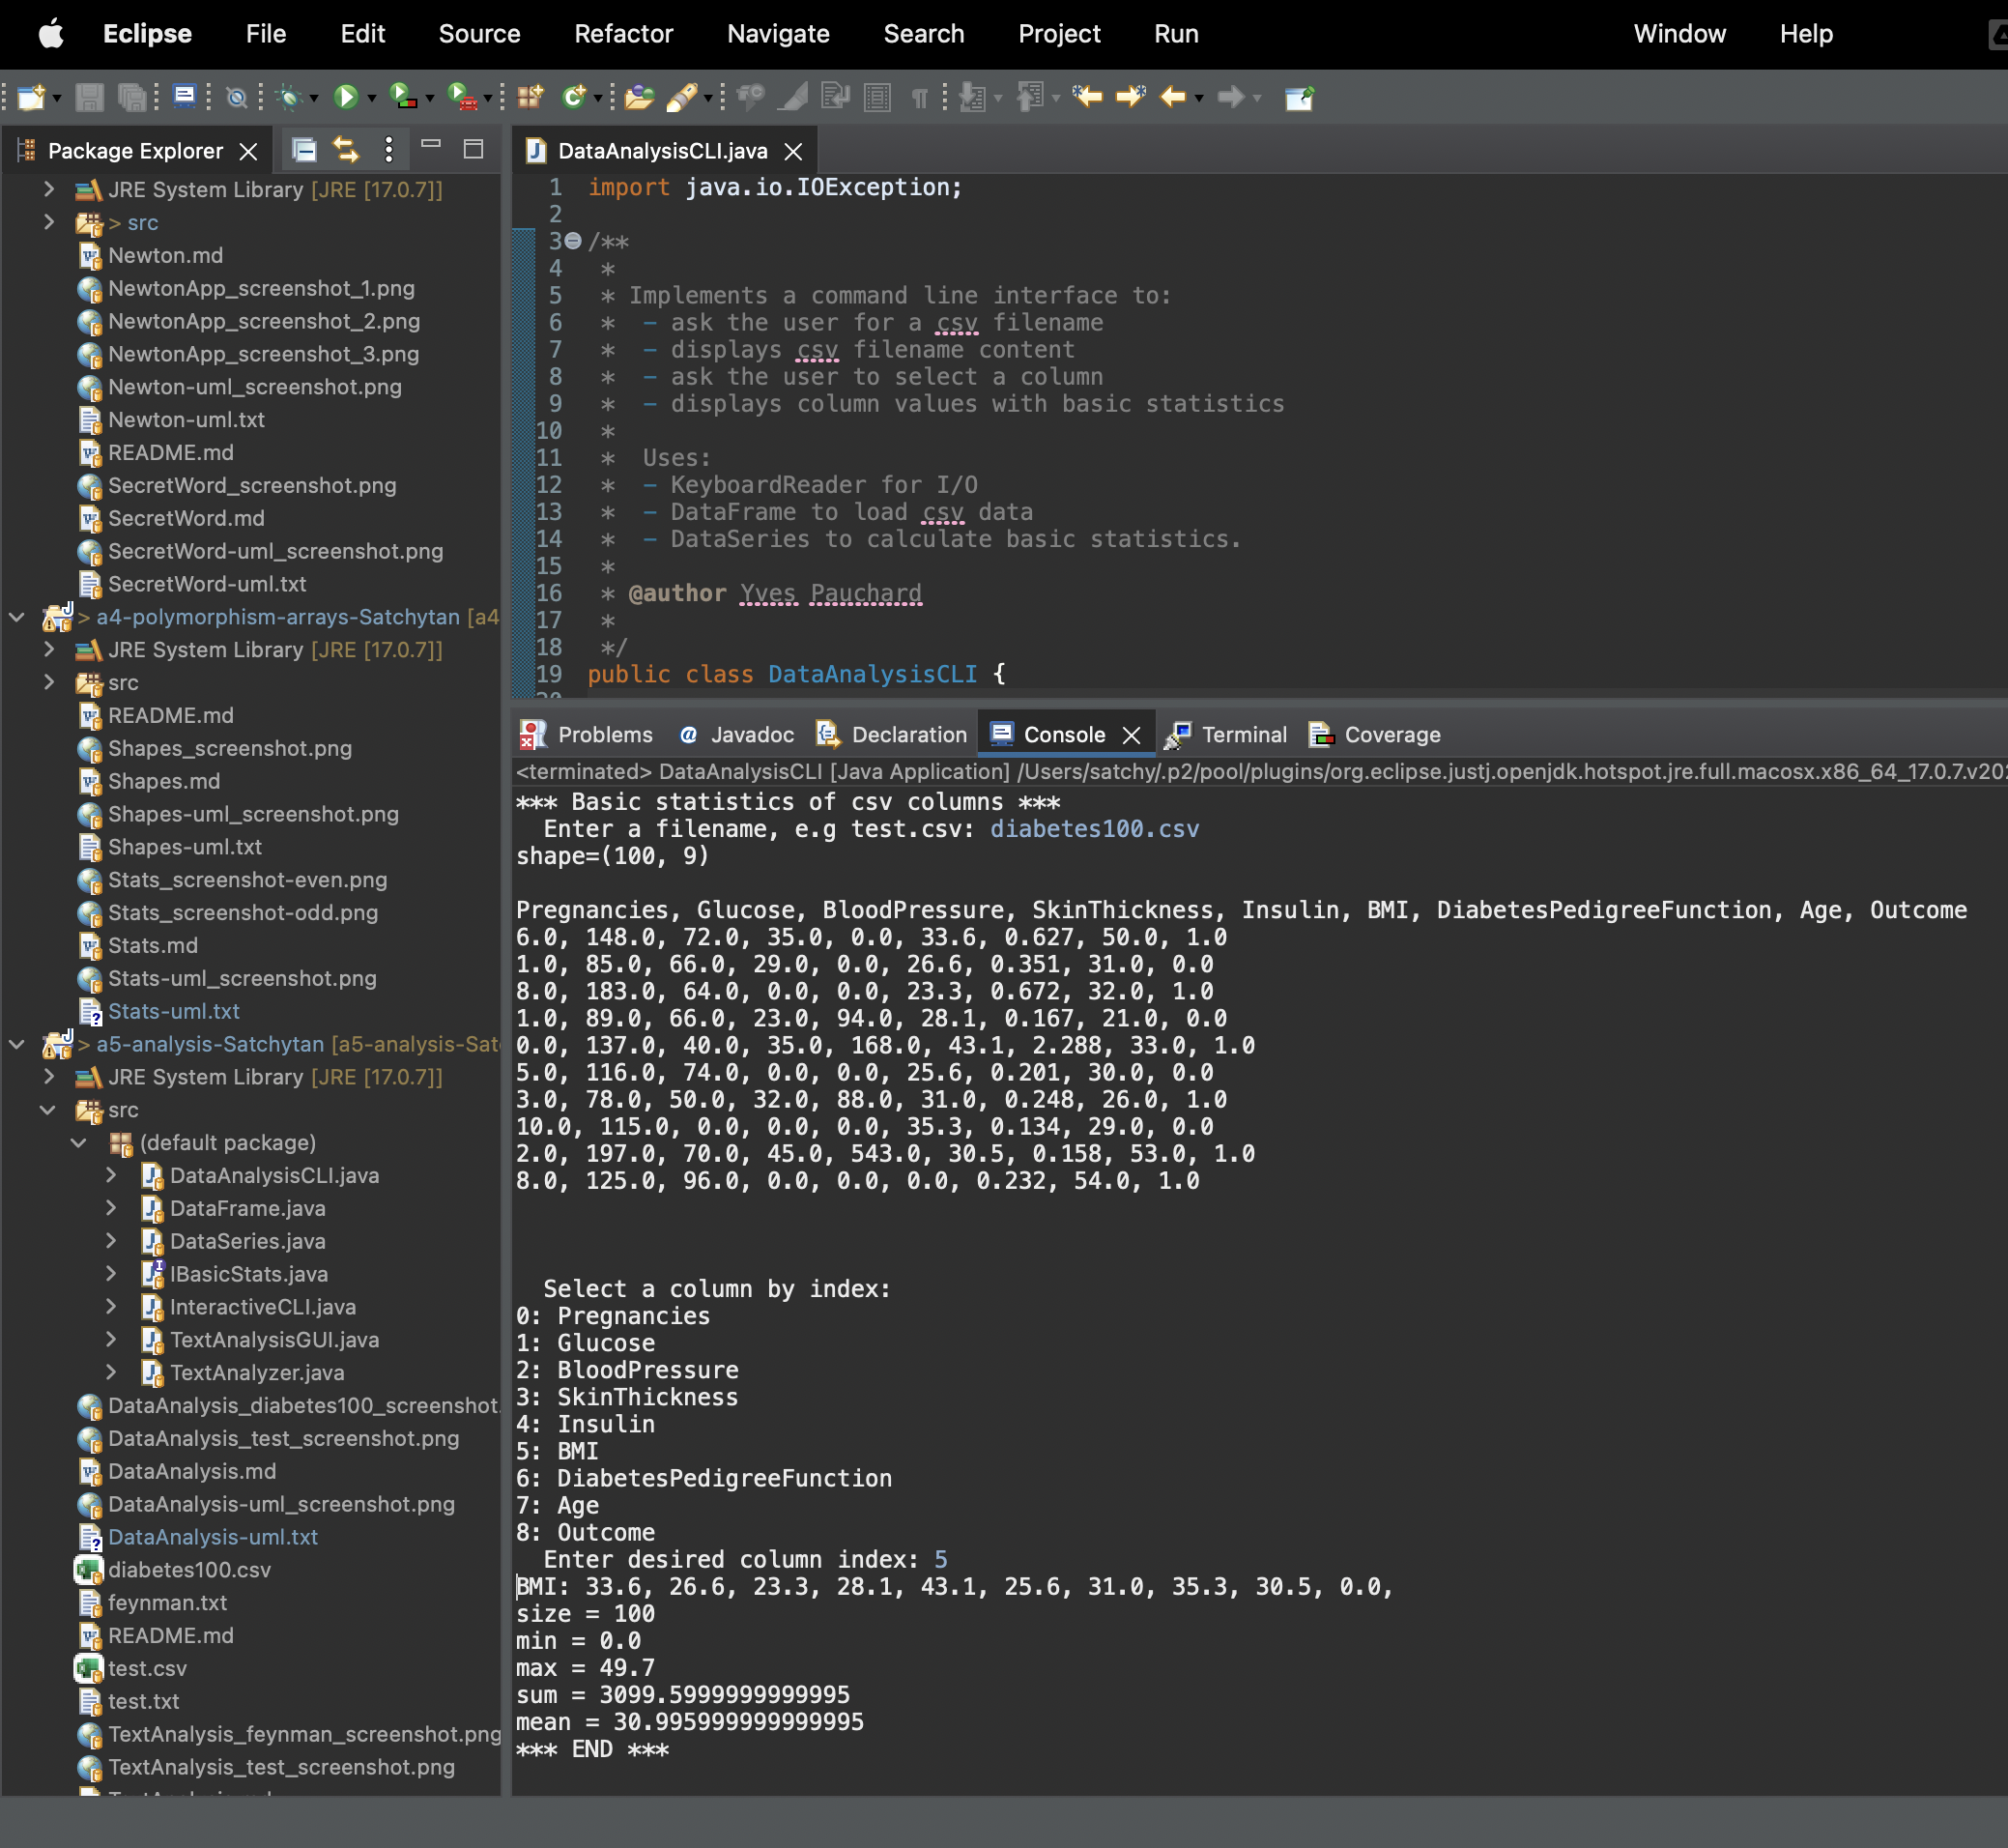 Eclipse File Edit Source Refactor Navigate Search Project Run Window Help
Package Explorer
JRE System Library [JRE [17.0.7]]
> src
Newton.md
NewtonApp_screenshot_1.png
NewtonApp_screenshot_2.png
NewtonApp_screenshot_3.png
Newton-uml_screenshot.png
Newton-uml.txt
README.md
SecretWord_screenshot.png
SecretWord.md
SecretWord-uml_screenshot.png
SecretWord-uml.txt
> a4-polymorphism-arrays-Satchytan [a4
JRE System Library [JRE [17.0.7]]
src
README.md
Shapes_screenshot.png
Shapes.md
Shapes-uml_screenshot.png
Shapes-uml.txt
Stats_screenshot-even.png
Stats_screenshot-odd.png
Stats.md
Stats-uml_screenshot.png
Stats-uml.txt
> a5-analysis-Satchytan [a5-analysis-Sat
JRE System Library [JRE [17.0.7]]
src
(default package)
DataAnalysisCLI.java
DataFrame.java
DataSeries.java
IBasicStats.java
InteractiveCLI.java
TextAnalysisGUI.java
TextAnalyzer.java
DataAnalysis_diabetes100_screenshot.
DataAnalysis_test_screenshot.png
DataAnalysis.md
DataAnalysis-uml_screenshot.png
DataAnalysis-uml.txt
diabetes100.csv
feynman.txt
README.md
test.csv
test.txt
TextAnalysis_feynman_screenshot.png
TextAnalysis_test_screenshot.png
DataAnalysisCLI.java
1 import java.io.IOException;
2
3 /**
4 *
5 * Implements a command line interface to:
6 * - ask the user for a csv filename
7 * - displays csv filename content
8 * - ask the user to select a column
9 * - displays column values with basic statistics
10 *
11 * Uses:
12 * - KeyboardReader for I/O
13 * - DataFrame to load csv data
14 * - DataSeries to calculate basic statistics.
15 *
16 * @author Yves Pauchard
17 *
18 */
19 public class DataAnalysisCLI {
Problems Javadoc Declaration Console Terminal Coverage
<terminated> DataAnalysisCLI [Java Application] /Users/satchy/.p2/pool/plugins/org.eclipse.justj.openjdk.hotspot.jre.full.macosx.x86_64_17.0.7.v202
*** Basic statistics of csv columns ***
Enter a filename, e.g test.csv: diabetes100.csv
shape=(100, 9)
Pregnancies, Glucose, BloodPressure, SkinThickness, Insulin, BMI, DiabetesPedigreeFunction, Age, Outcome
6.0, 148.0, 72.0, 35.0, 0.0, 33.6, 0.627, 50.0, 1.0
1.0, 85.0, 66.0, 29.0, 0.0, 26.6, 0.351, 31.0, 0.0
8.0, 183.0, 64.0, 0.0, 0.0, 23.3, 0.672, 32.0, 1.0
1.0, 89.0, 66.0, 23.0, 94.0, 28.1, 0.167, 21.0, 0.0
0.0, 137.0, 40.0, 35.0, 168.0, 43.1, 2.288, 33.0, 1.0
5.0, 116.0, 74.0, 0.0, 0.0, 25.6, 0.201, 30.0, 0.0
3.0, 78.0, 50.0, 32.0, 88.0, 31.0, 0.248, 26.0, 1.0
10.0, 115.0, 0.0, 0.0, 0.0, 35.3, 0.134, 29.0, 0.0
2.0, 197.0, 70.0, 45.0, 543.0, 30.5, 0.158, 53.0, 1.0
8.0, 125.0, 96.0, 0.0, 0.0, 0.0, 0.232, 54.0, 1.0
Select a column by index:
0: Pregnancies
1: Glucose
2: BloodPressure
3: SkinThickness
4: Insulin
5: BMI
6: DiabetesPedigreeFunction
7: Age
8: Outcome
Enter desired column index: 5
BMI: 33.6, 26.6, 23.3, 28.1, 43.1, 25.6, 31.0, 35.3, 30.5, 0.0,
size = 100
min = 0.0
max = 49.7
sum = 3099.5999999999995
mean = 30.995999999999995
*** END ***